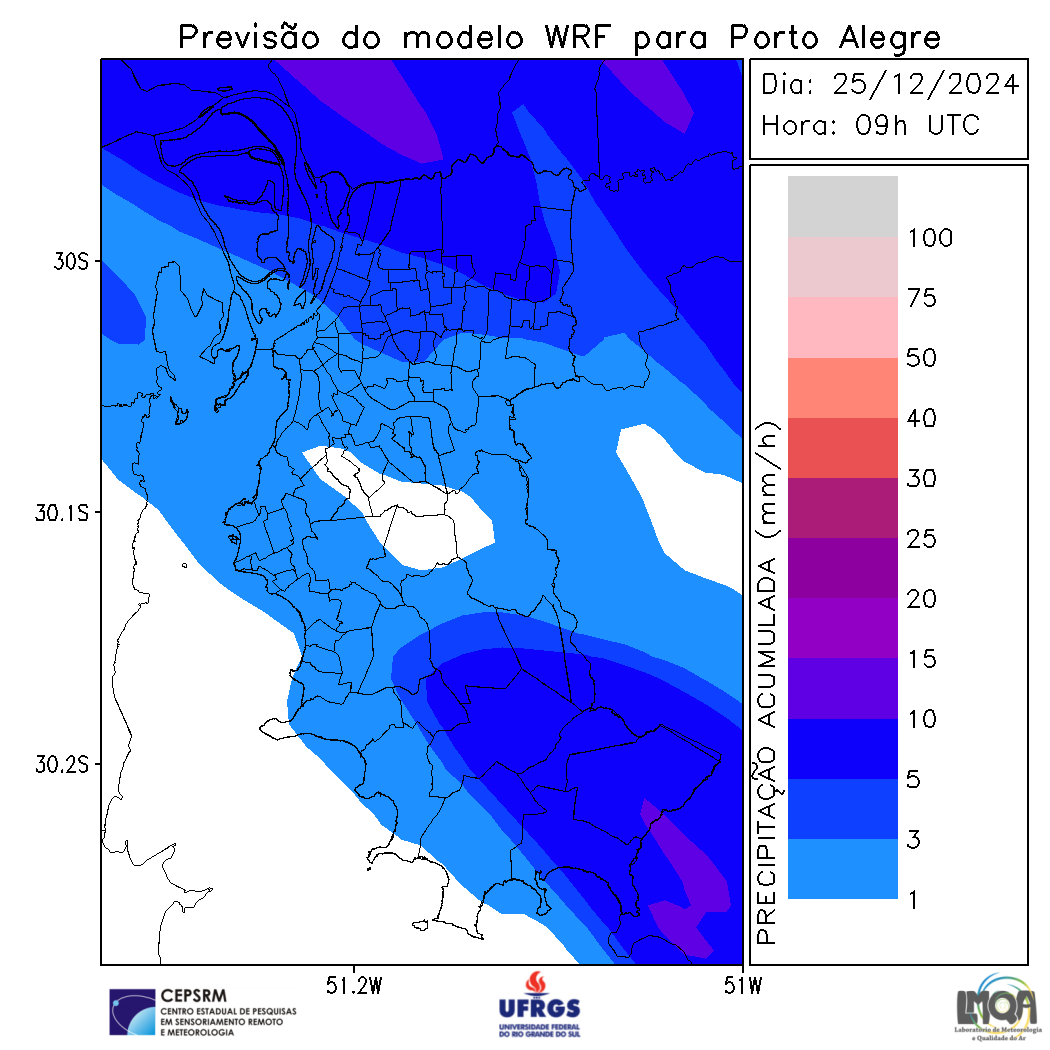 Previsão do modelo WRF para Porto Alegre
Dia: 25/12/2024
Hora: 09h UTC
30S
30.1S
30.2S
51.2W
51W
PRECIPITAÇÃO ACUMULADA (mm/h)
100
75
50
40
30
25
20
15
10
5
3
1
CEPSRM
CENTRO ESTADUAL DE PESQUISAS
EM SENSORIAMENTO REMOTO
E METEOROLOGIA
UFRGS
UNIVERSIDADE FEDERAL
DO RIO GRANDE DO SUL
LMQA
Laboratório de Meteorologia
e Qualidade do Ar